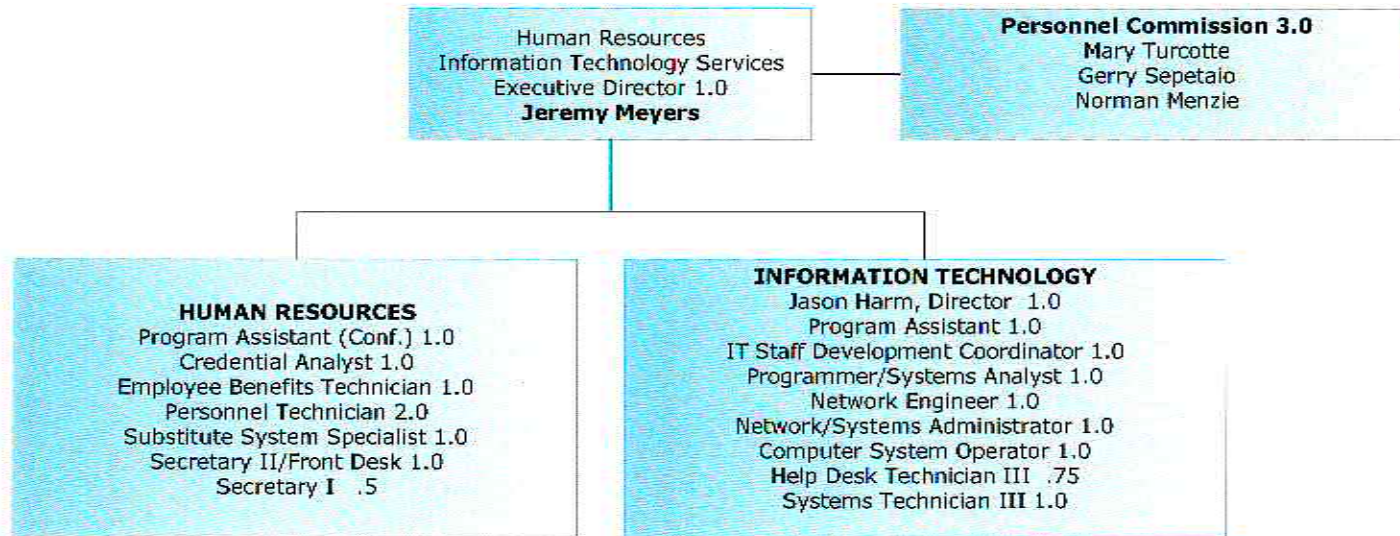 Human Resources
Information Technology Services
Executive Director 1.0
Jeremy Meyers
Personnel Commission 3.0
Mary Turcotte
Gerry Sepetaio
Norman Menzie
HUMAN RESOURCES
Program Assistant (Conf.) 1.0
Credential Analyst 1.0
Employee Benefits Technician 1.0
Personnel Technician 2.0
Substitute System Specialist 1.0
Secretary II/Front Desk 1.0
Secretary I .5
INFORMATION TECHNOLOGY
Jason Harm, Director 1.0
Program Assistant 1.0
IT Staff Development Coordinator 1.0
Programmer/Systems Analyst 1.0
Network Engineer 1.0
Network/Systems Administrator 1.0
Computer System Operator 1.0
Help Desk Technician III .75
Systems Technician III 1.0